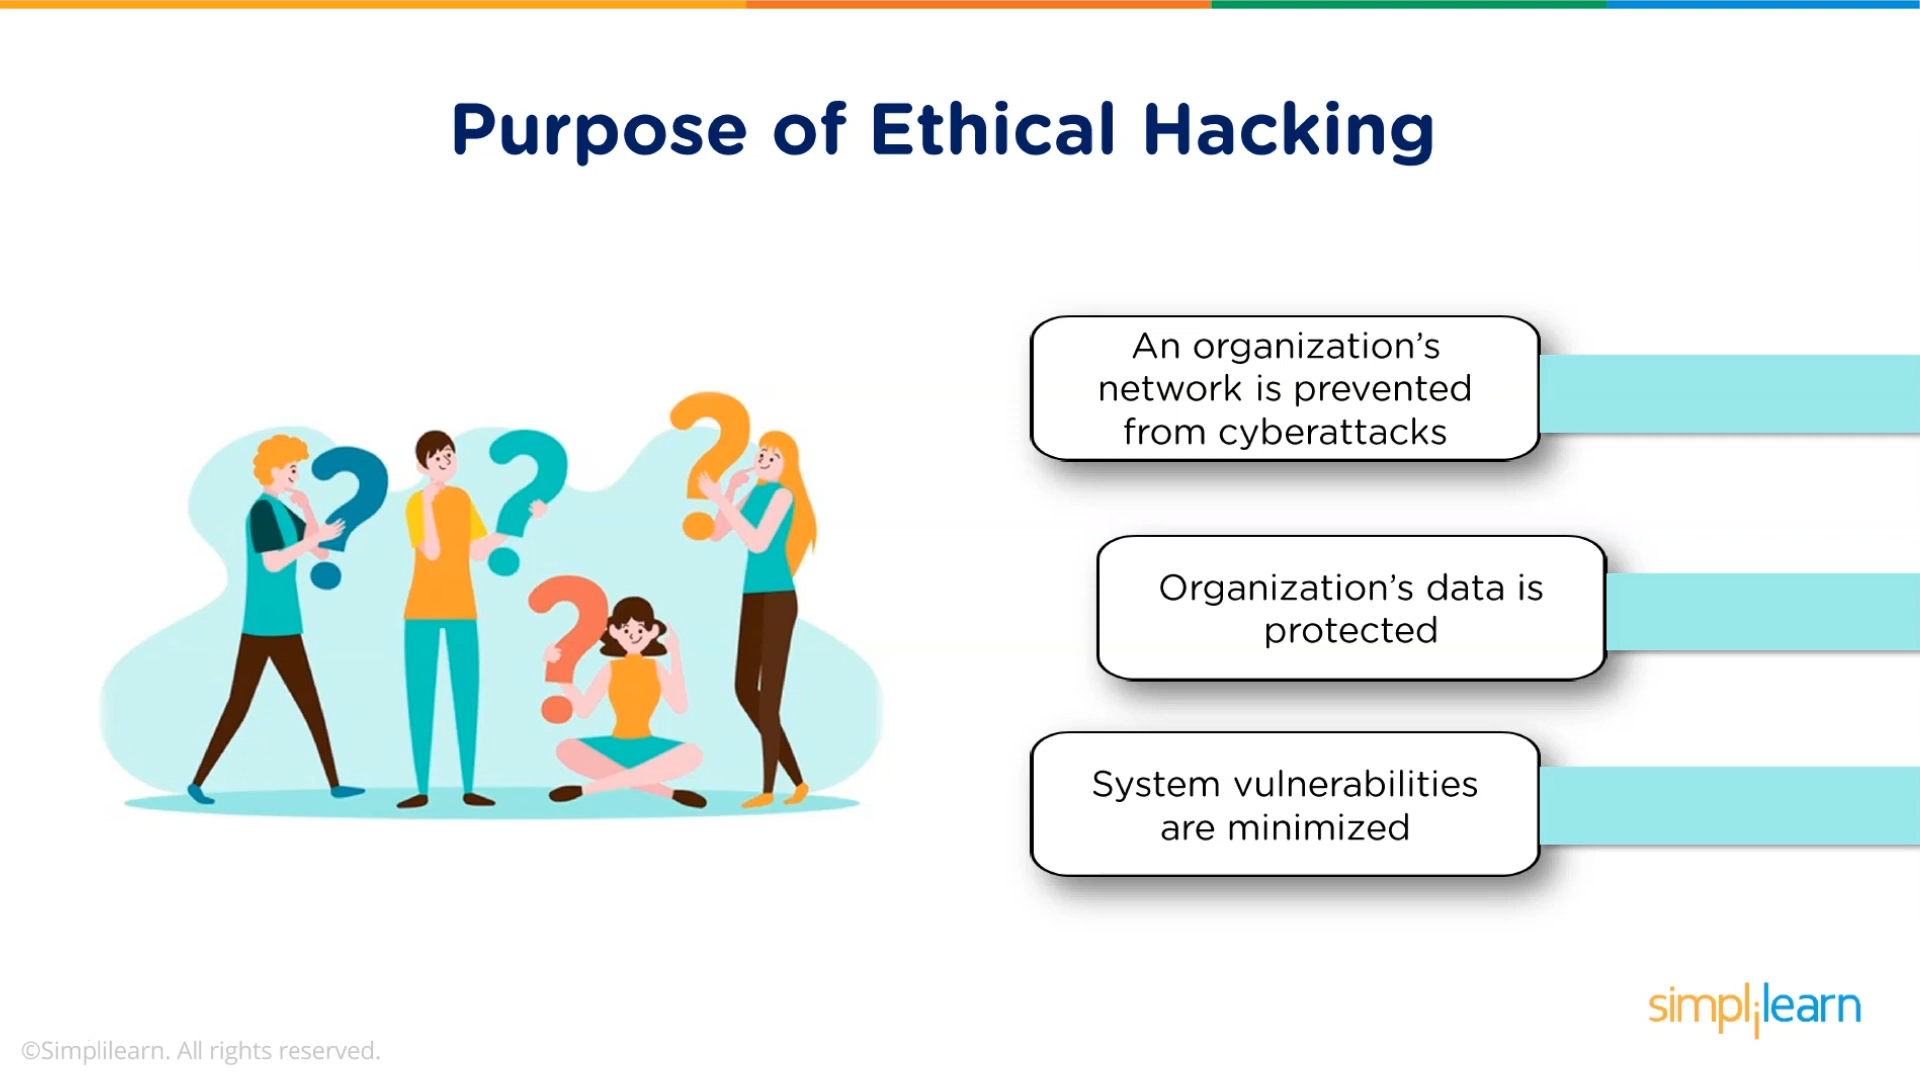 Purpose of Ethical Hacking
An organization’s
network is prevented
from cyberattacks
Organization’s data is
protected
System vulnerabilities
are minimized
simplilearn
©Simplilearn. All rights reserved.